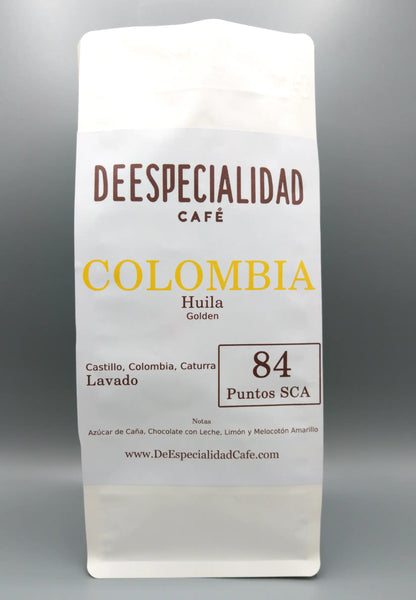 DEESPECIALIDAD
CAFÉ
COLOMBIA
Huila
Golden
Castillo, Colombia, Caturra
Lavado
84
Puntos SCA
Notas
Azúcar de Caña, Chocolate con Leche, Limón y Melocotón Amarillo
www.DeEspecialidadCafe.com